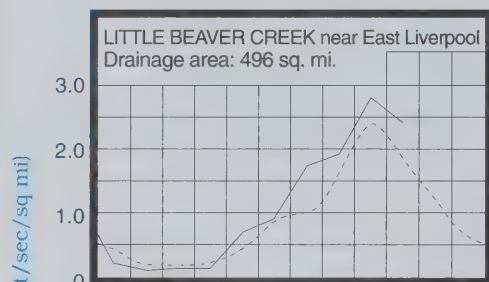 LITTLE BEAVER CREEK near East Liverpool
Drainage area: 496 sq. mi.
3.0
2.0
1.0
0
t/sec/sq mi)